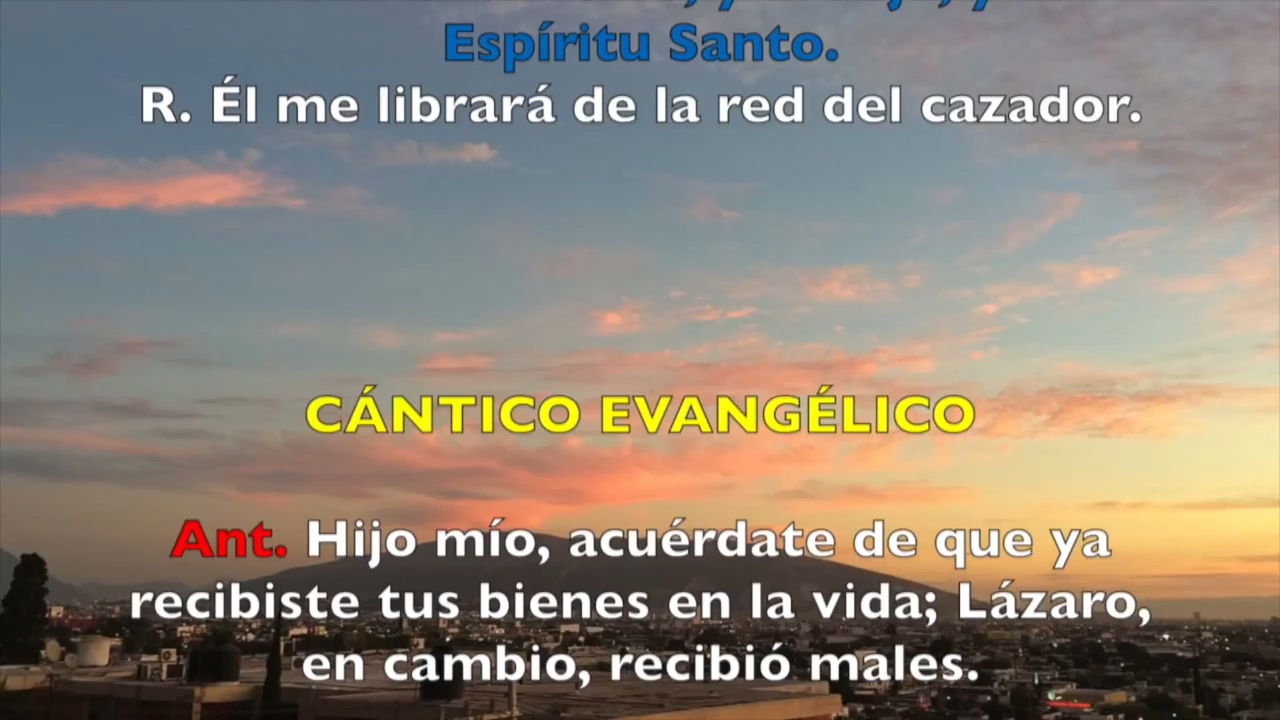 Espíritu Santo.
R. Él me librará de la red del cazador.
CÁNTICO EVANGÉLICO
Ant. Hijo mío, acuérdate de que ya
recibiste tus bienes en la vida; Lázaro,
en cambio, recibió males.